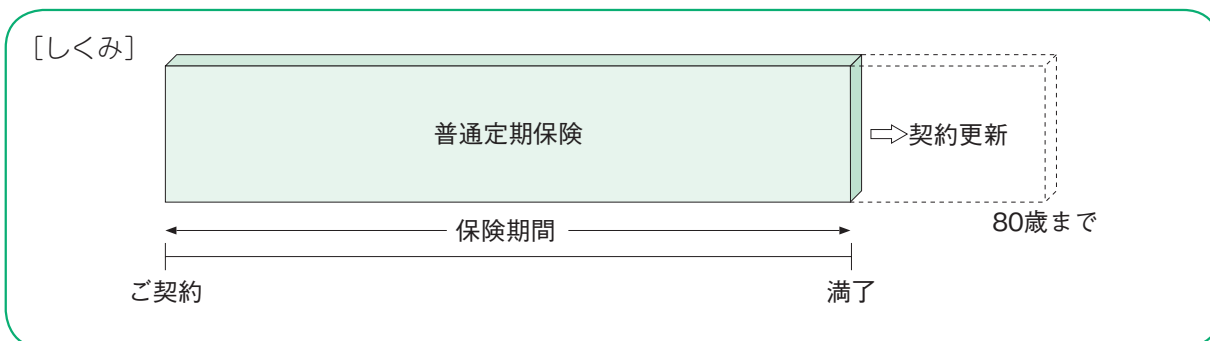 ［しくみ］
普通定期保険
⇨契約更新
80歳まで
保険期間
ご契約
満了